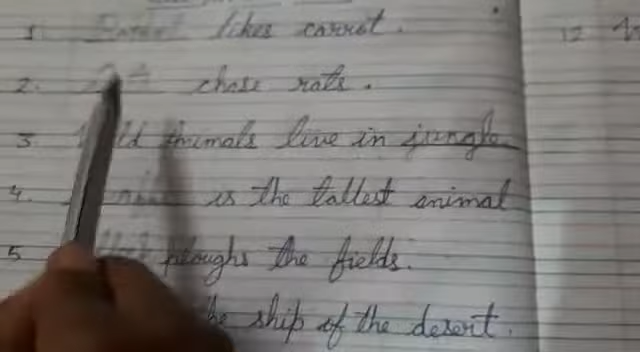 1. likes carrot.
2. chase rats.
3 Animals live in jungle
4. is the tallest animal
5 ploughs the fields.
the ship of the desert.
12